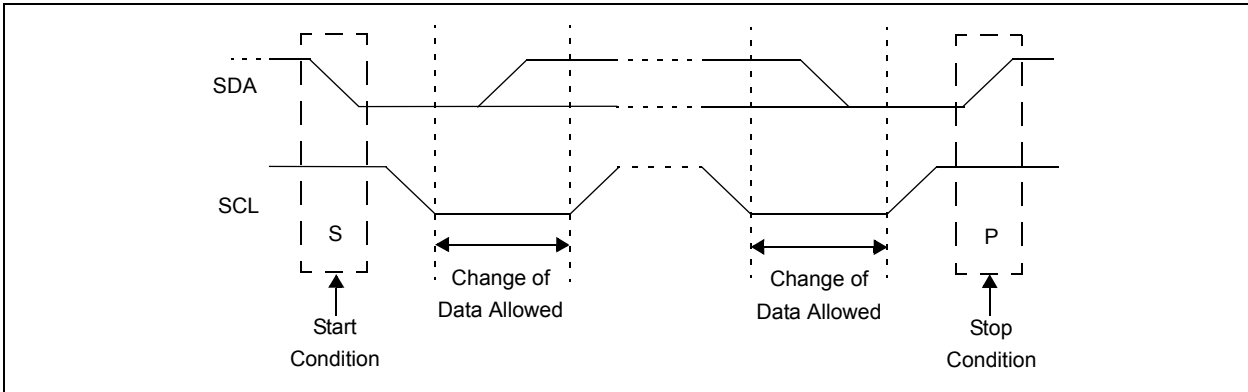 SDA
SCL
S
P
Change of
Data Allowed
Change of
Data Allowed
Start
Condition
Stop
Condition